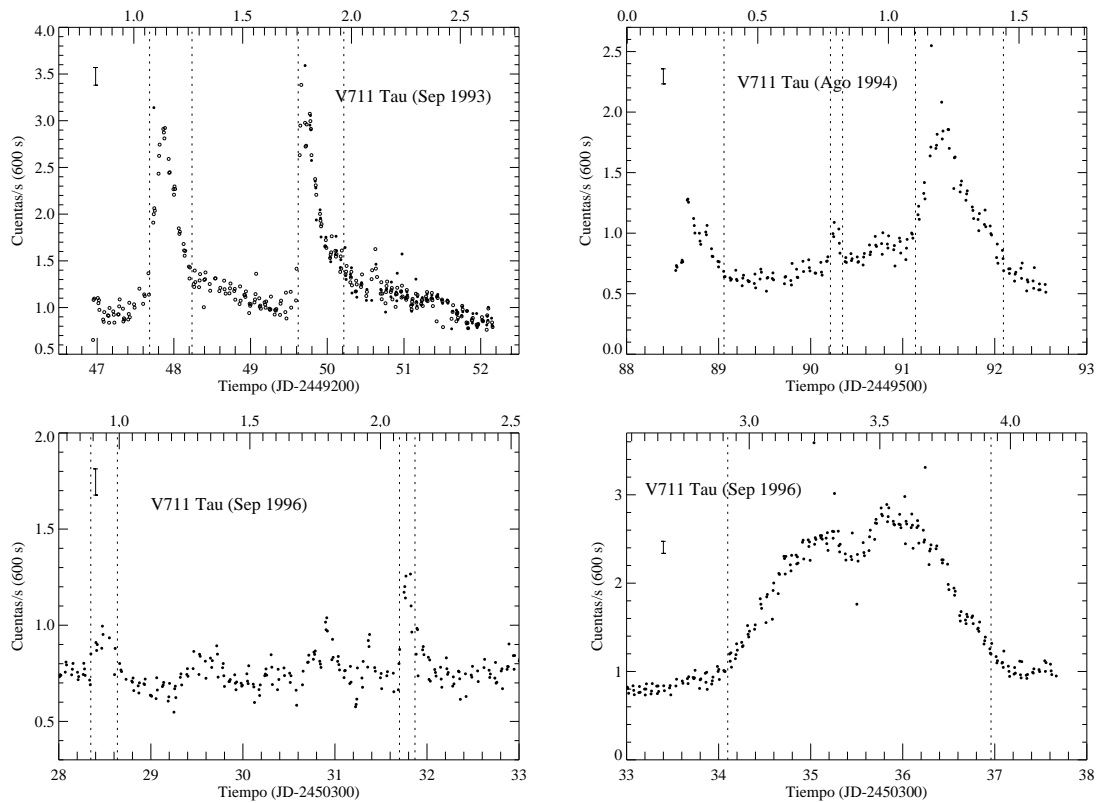 1.0 1.5 2.0 2.5
4.0
3.5
3.0
2.5
2.0
1.5
1.0
0.5
Cuentas/s (600 s)
V711 Tau (Sep 1993)
47 48 49 50 51 52
Tiempo (JD-2449200)
0.0 0.5 1.0 1.5
2.5
2.0
1.5
1.0
0.5
0.0
Cuentas/s (600 s)
V711 Tau (Ago 1994)
88 89 90 91 92 93
Tiempo (JD-2449500)
1.0 1.5 2.0 2.5
2.0
1.5
1.0
0.5
Cuentas/s (600 s)
V711 Tau (Sep 1996)
28 29 30 31 32 33
Tiempo (JD-2450300)
3.0 3.5 4.0
3
2
1
0
Cuentas/s (600 s)
V711 Tau (Sep 1996)
33 34 35 36 37 38
Tiempo (JD-2450300)